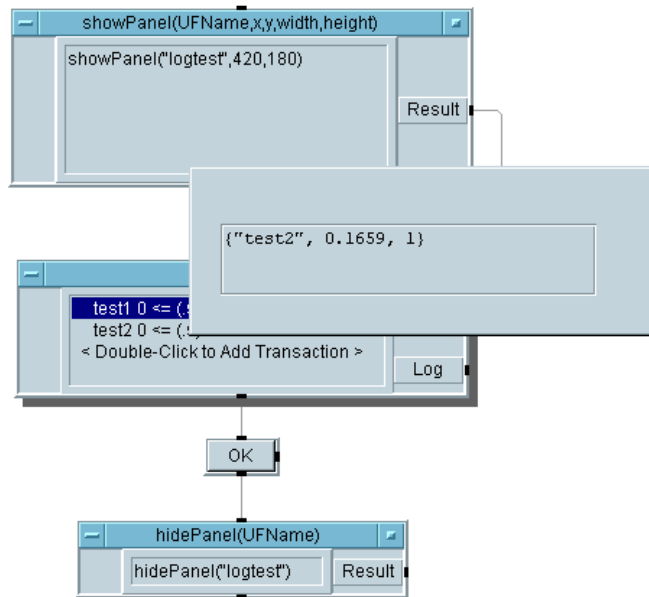 showPanel(UFName,x,y,width,height)
showPanel("logtest",420,180)
Result
{"test2", 0.1659, 1}
test1 0 <= (.s
test2 0 <= (.s)
< Double-Click to Add Transaction >
Log
OK
hidePanel(UFName)
hidePanel("logtest")
Result